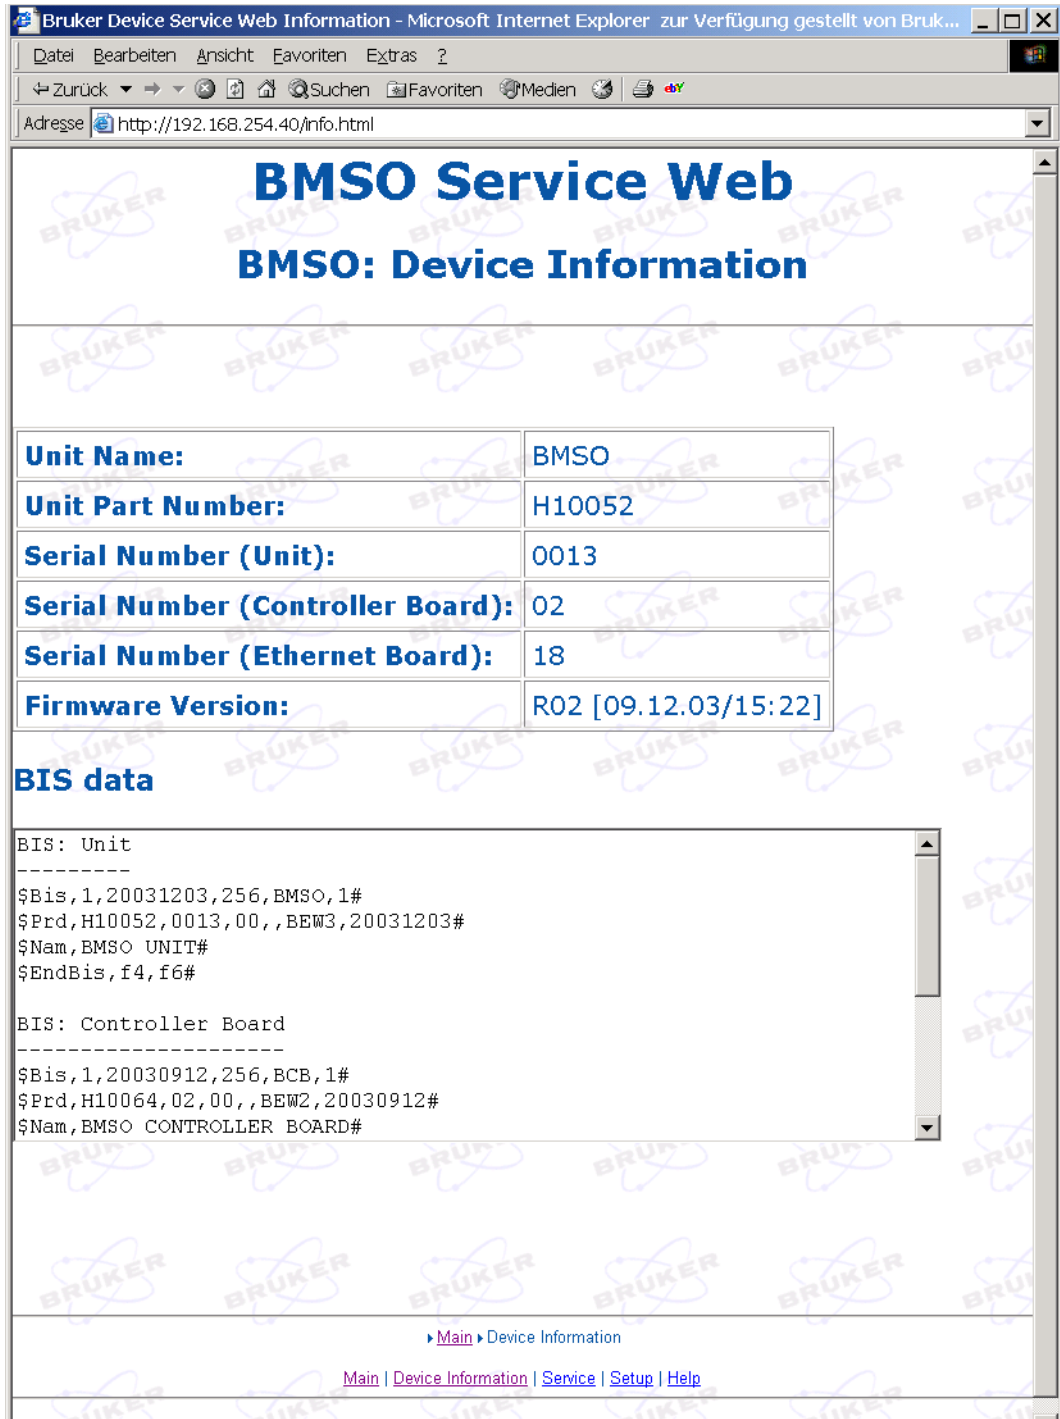 Bruker Device Service Web Information - Microsoft Internet Explorer zur Verfügung gestellt von Bruk...
Datei Bearbeiten Ansicht Favoriten Extras ?
Zurück Suchen Favoriten Medien ebY
Adresse http://192.168.254.40/info.html
BMSO Service Web
BMSO: Device Information
Unit Name: BMSO
Unit Part Number: H10052
Serial Number (Unit): 0013
Serial Number (Controller Board): 02
Serial Number (Ethernet Board): 18
Firmware Version: R02 [09.12.03/15:22]
BIS data
BIS: Unit
---------
$Bis,1,20031203,256,BMSO,1#
$Prd,H10052,0013,00,,BEW3,20031203#
$Nam,BMSO UNIT#
$EndBis,f4,f6#
BIS: Controller Board
---------------------
$Bis,1,20030912,256,BCB,1#
$Prd,H10064,02,00,,BEW2,20030912#
$Nam,BMSO CONTROLLER BOARD#
Main Device Information
Main | Device Information | Service | Setup | Help